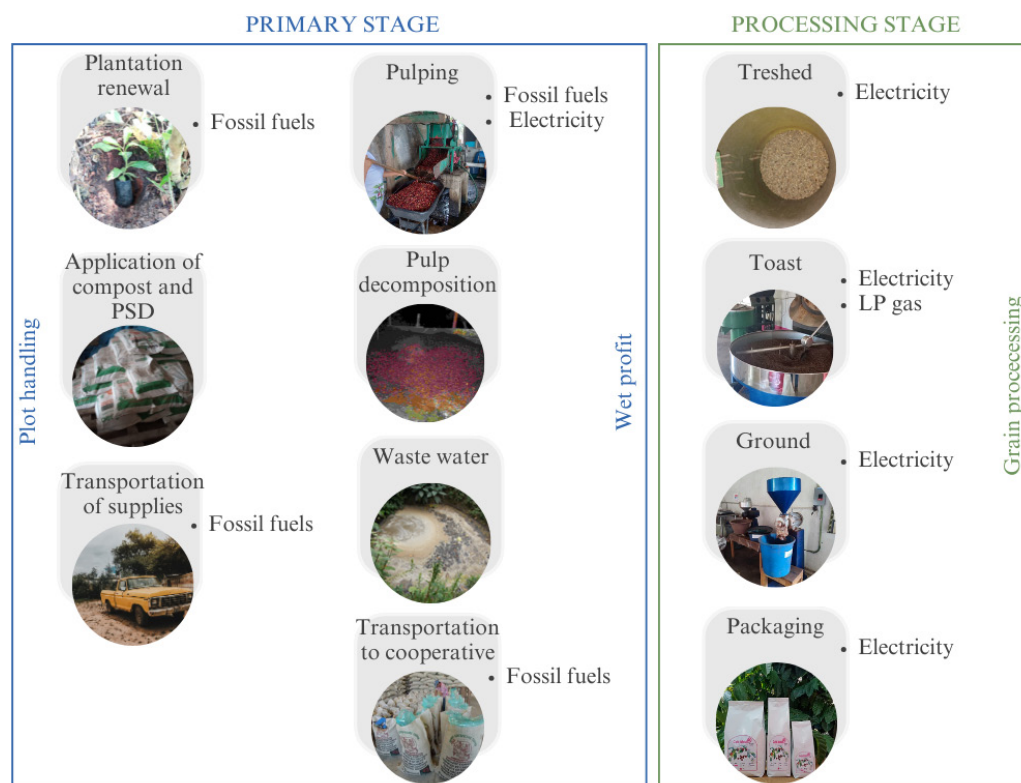 PRIMARY STAGE
Plot handling
Plantation
renewal
• Fossil fuels
Application of
compost and
PSD
Transportation
of supplies
• Fossil fuels
Pulping
• Fossil fuels
• Electricity
Pulp
decomposition
Waste water
Transportation
to cooperative
• Fossil fuels
Wet profit
PROCESSING STAGE
Treshed
• Electricity
Toast
• Electricity
• LP gas
Ground
• Electricity
Packaging
• Electricity
Grain procecessing